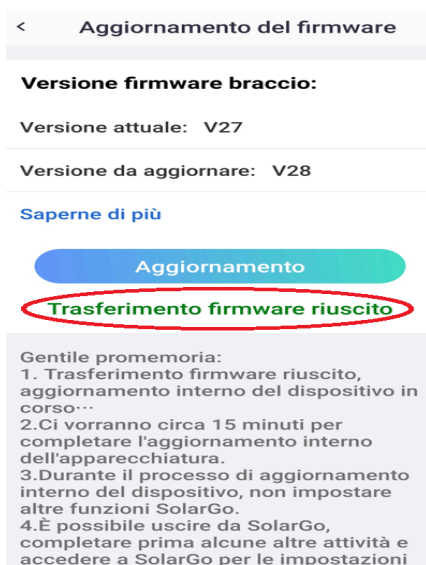 < Aggiornamento del firmware
Versione firmware braccio:
Versione attuale: V27
Versione da aggiornare: V28
Saperne di più
Aggiornamento
Trasferimento firmware riuscito
Gentile promemoria:
1. Trasferimento firmware riuscito,
aggiornamento interno del dispositivo in
corso···
2.Ci vorranno circa 15 minuti per
completare l'aggiornamento interno
dell'apparecchiatura.
3.Durante il processo di aggiornamento
interno del dispositivo, non impostare
altre funzioni SolarGo.
4.È possibile uscire da SolarGo,
completare prima alcune altre attività e
accedere a SolarGo per le impostazioni